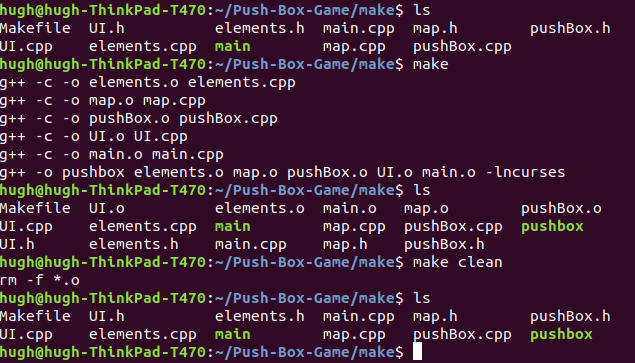 hugh@hugh-ThinkPad-T470:~/Push-Box-Game/make$ ls
Makefile  UI.h          elements.h  main.cpp  map.h        pushBox.h
UI.cpp    elements.cpp  main        map.cpp   pushBox.cpp
hugh@hugh-ThinkPad-T470:~/Push-Box-Game/make$ make
g++ -c -o elements.o elements.cpp
g++ -c -o map.o map.cpp
g++ -c -o pushBox.o pushBox.cpp
g++ -c -o UI.o UI.cpp
g++ -c -o main.o main.cpp
g++ -o pushbox elements.o map.o pushBox.o UI.o main.o -lncurses
hugh@hugh-ThinkPad-T470:~/Push-Box-Game/make$ ls
Makefile  UI.o          elements.o  main.o   map.o        pushBox.o
UI.cpp    elements.cpp  main        map.cpp  pushBox.cpp  pushbox
UI.h      elements.h    main.cpp    map.h    pushBox.h
hugh@hugh-ThinkPad-T470:~/Push-Box-Game/make$ make clean
rm -f *.o
hugh@hugh-ThinkPad-T470:~/Push-Box-Game/make$ ls
Makefile  UI.h          elements.h  main.cpp  map.h        pushBox.h
UI.cpp    elements.cpp  main        map.cpp   pushBox.cpp  pushbox
hugh@hugh-ThinkPad-T470:~/Push-Box-Game/make$